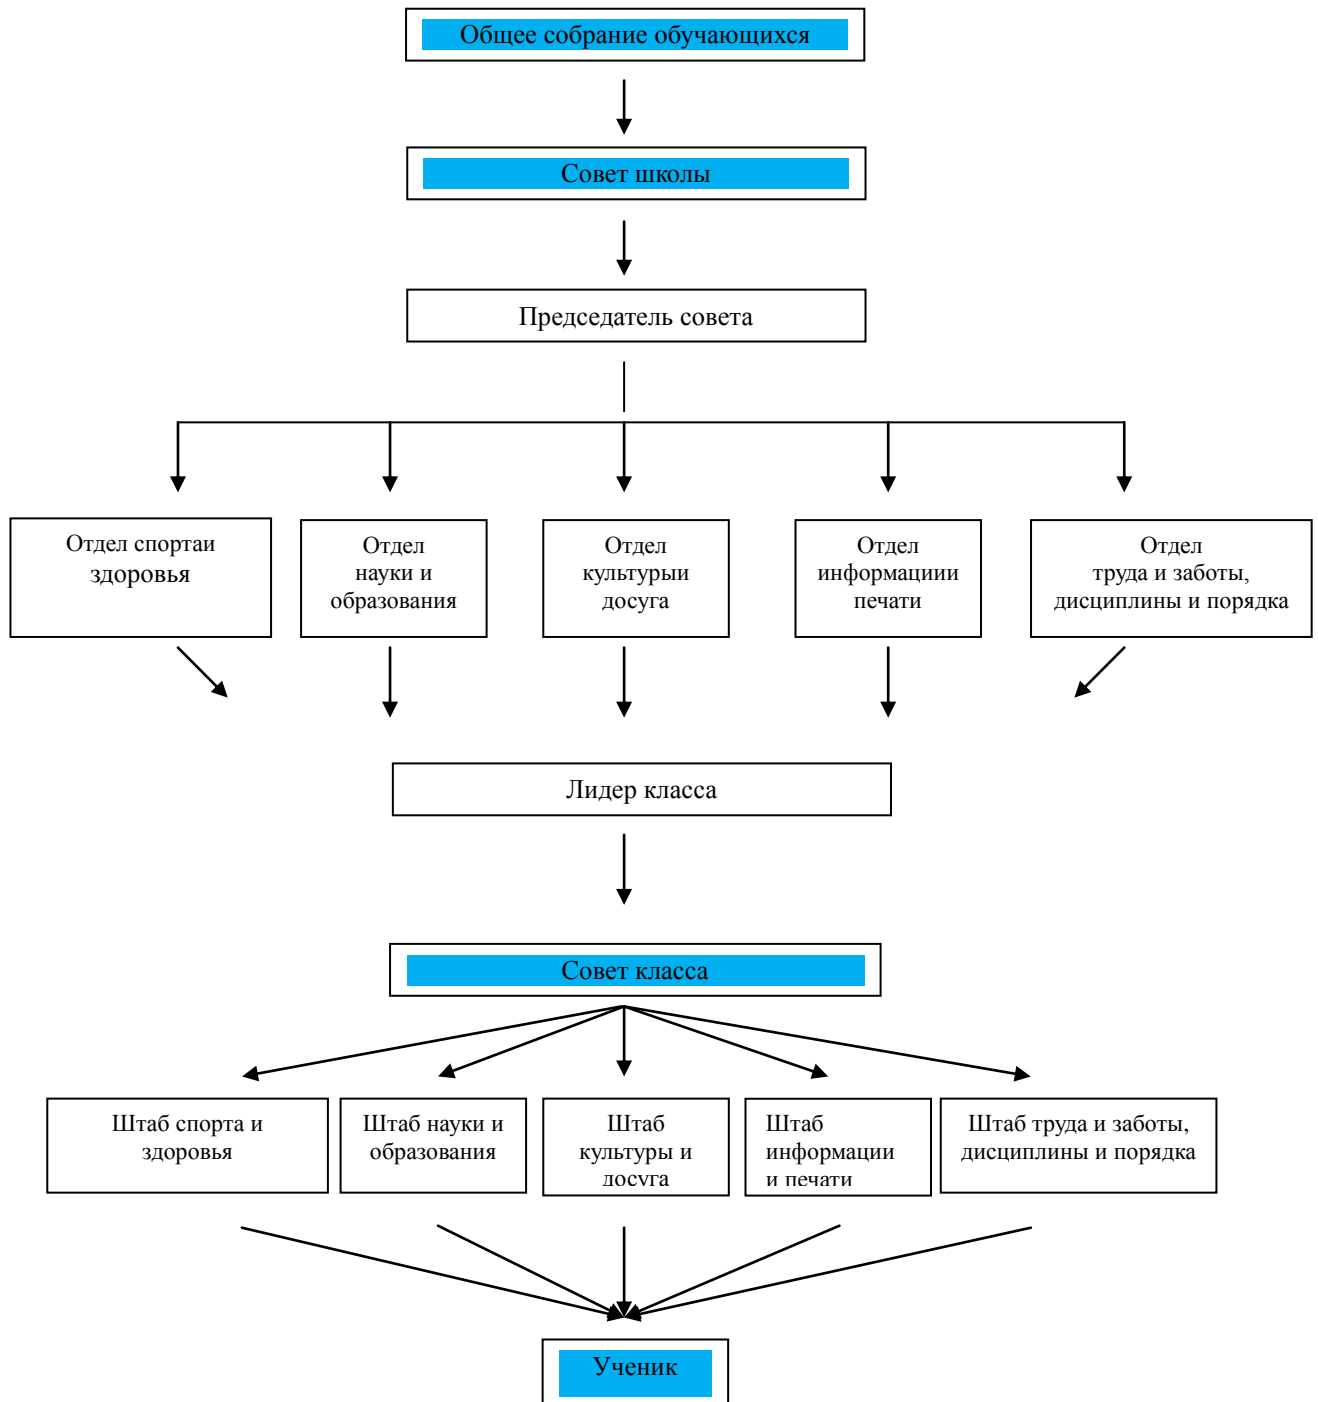 Общее собрание обучающихся
Совет школы
Председатель совета
Отдел спортаи
здоровья
Отдел
науки и
образования
Отдел
культурыи
досуга
Отдел
информациии
печати
Отдел
труда и заботы,
дисциплины и порядка
Лидер класса
Совет класса
Штаб спорта и
здоровья
Штаб науки и
образования
Штаб
культуры и
досуга
Штаб
информации
и печати
Штаб труда и заботы,
дисциплины и порядка
Ученик